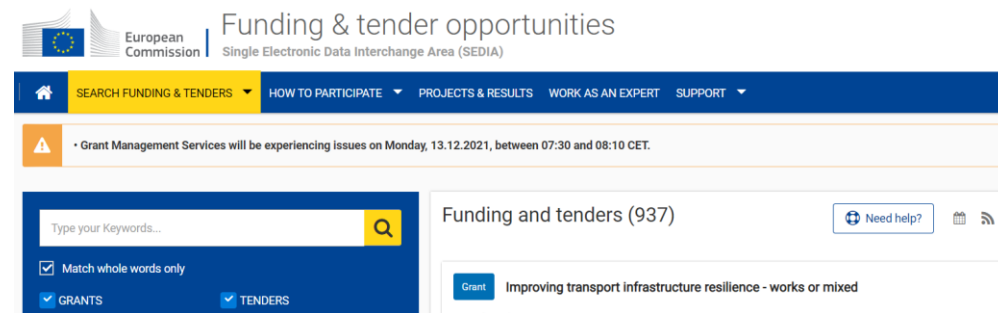 European
Commission
Funding & tender opportunities
Single Electronic Data Interchange Area (SEDIA)
SEARCH FUNDING & TENDERS HOW TO PARTICIPATE PROJECTS & RESULTS WORK AS AN EXPERT SUPPORT
• Grant Management Services will be experiencing issues on Monday, 13.12.2021, between 07:30 and 08:10 CET.
Type your Keywords...
Match whole words only
GRANTS TENDERS
Funding and tenders (937)
Need help?
Grant Improving transport infrastructure resilience - works or mixed